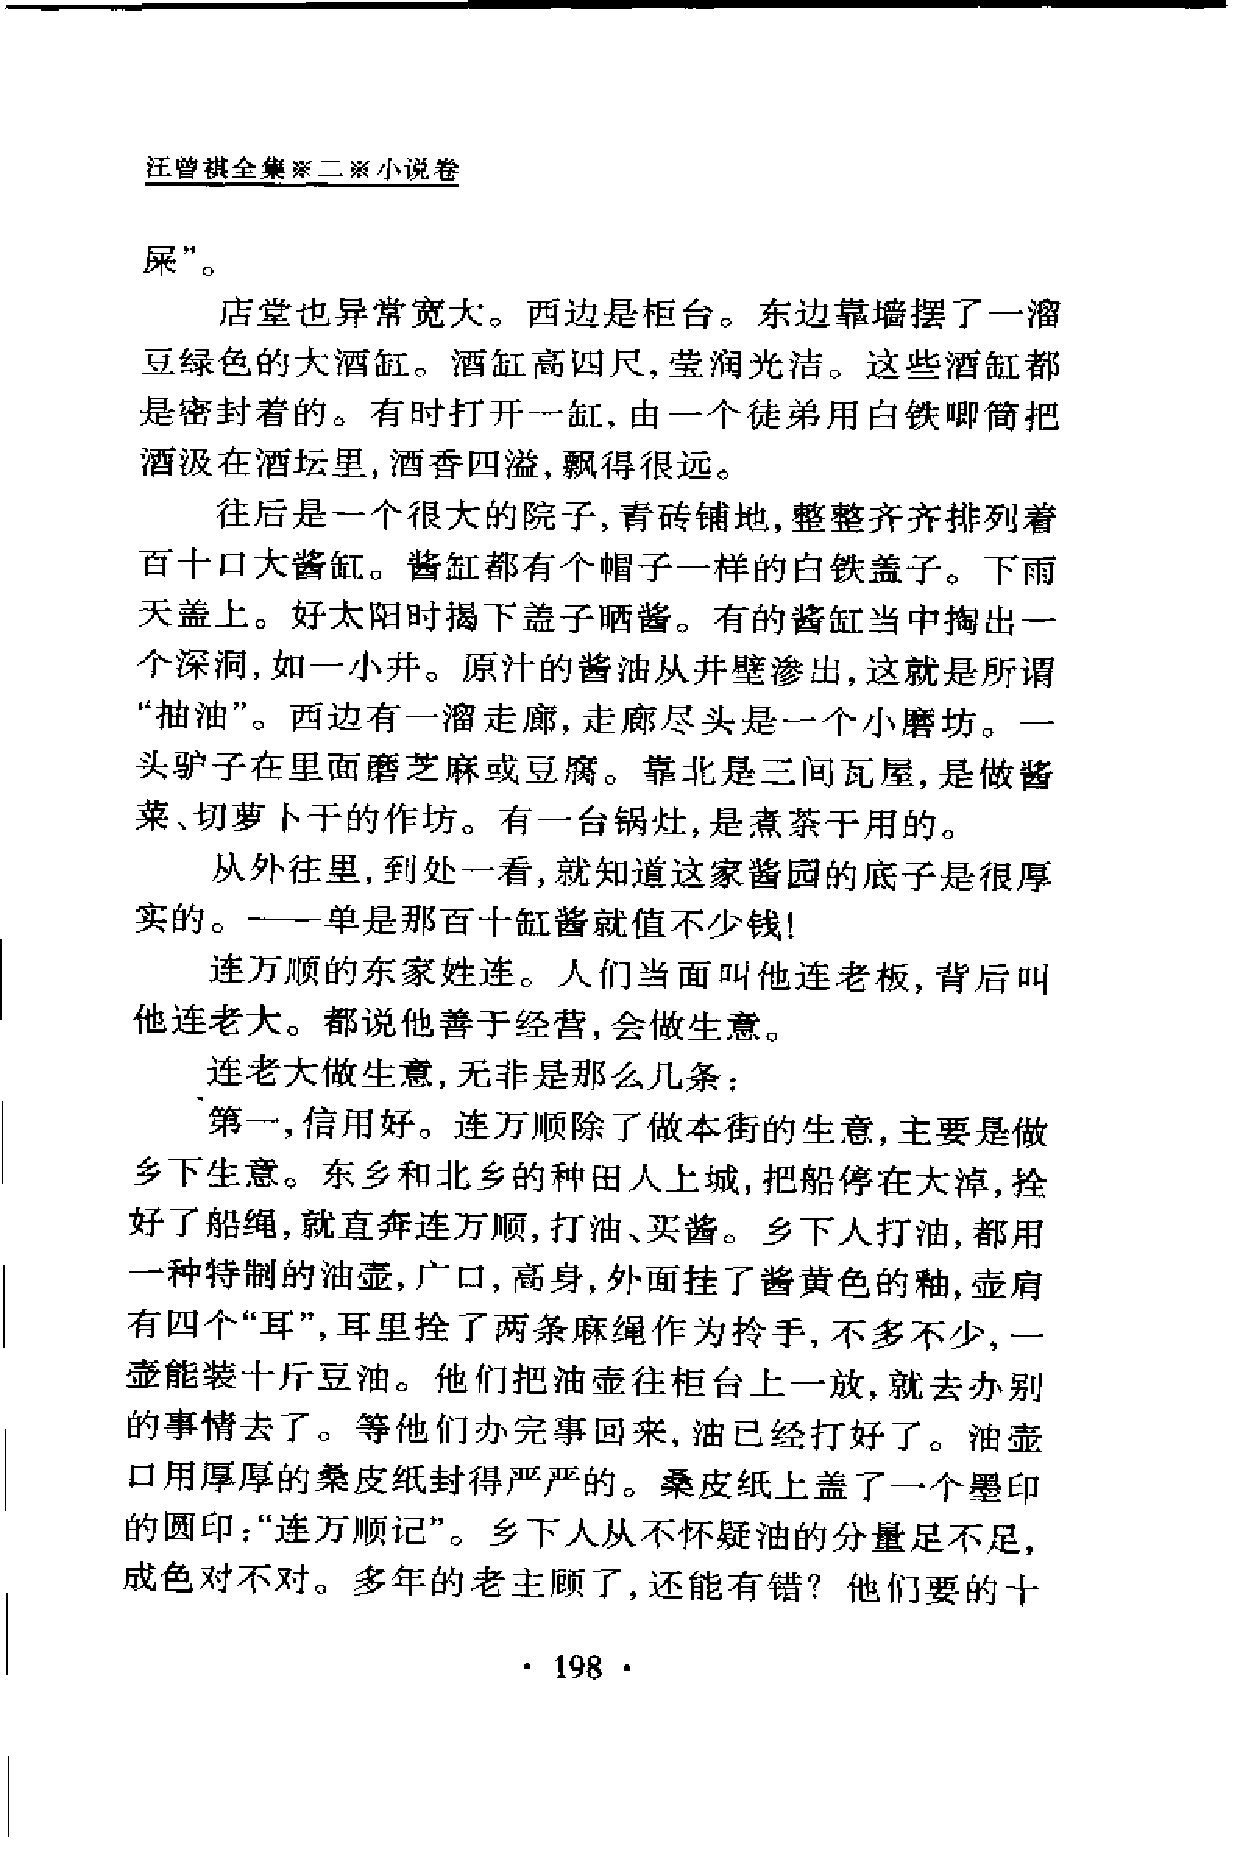 汪曾祺全集※二※小说卷
屎”。
店堂也异常宽大。西边是柜台。东边靠墙摆了一溜
豆绿色的大酒缸。酒缸高四尺,莹润光洁。这些酒缸都
是密封着的。有时打开一缸,由一个徒弟用白铁唧筒把
酒汲在酒坛里,酒香四溢,飘得很远。
往后是一个很大的院子,青砖铺地,整整齐齐排列着
百十口大酱缸。酱缸都有个帽子一样的白铁盖子。下雨
天盖上。好太阳时揭下盖子晒酱。有的酱缸当中掏出一
个深洞,如一小井。原汁的酱油从井壁渗出,这就是所谓
“抽油”。西边有一溜走廊,走廊尽头是一个小磨坊。一
头驴子在里面磨芝麻或豆腐。靠北是三间瓦屋,是做酱
菜、切萝卜干的作坊。有一台锅灶,是煮茶干用的。
从外往里,到处一看,就知道这家酱园的底子是很厚
实的。——单是那百十缸酱就值不少钱!
连万顺的东家姓连。人们当面叫他连老板,背后叫
他连老大。都说他善于经营,会做生意。
连老大做生意,无非是那么几条:
第一,信用好。连万顺除了做本街的生意,主要是做
乡下生意。东乡和北乡的种田人上城,把船停在大淖,拴
好了船绳,就直奔连万顺,打油、买酱。乡下人打油,都用
一种特制的油壶,广口,高身,外面挂了酱黄色的釉,壶肩
有四个“耳”,耳里拴了两条麻绳作为拎手,不多不少,一
壶能装十斤豆油。他们把油壶往柜台上一放,就去办别
的事情去了。等他们办完事回来,油已经打好了。油壶
口用厚厚的桑皮纸封得严严的。桑皮纸上盖了一个墨印
的圆印:“连万顺记”。乡下人从不怀疑油的分量足不足,
成色对不对。多年的老主顾了,还能有错?他们要的十
· 198 ·